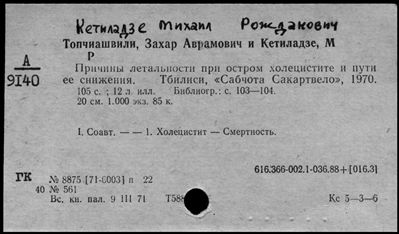 Кетиладзе Михаил Рожданович
Топчиашвили, Захар Аврамович и Кетиладзе, М
Р
А
9140
Причины летальности при остром холецистите и пути
ее снижения. Тбилиси, «Сабчота Сакартвело», 1970.
105 с. ; 12 л. илл. Библиогр.: с. 103—104.
20 см. 1.000 экз. 85 к.
I. Соавт. — — 1. Холецистит — Смертность.
616.366-002.1-036.88+[016.3]
ГК № 8875 [71-6003] п 22
40 № 561
Вс. кн. пал. 9 III 71 Т588 Кс 5—3—6